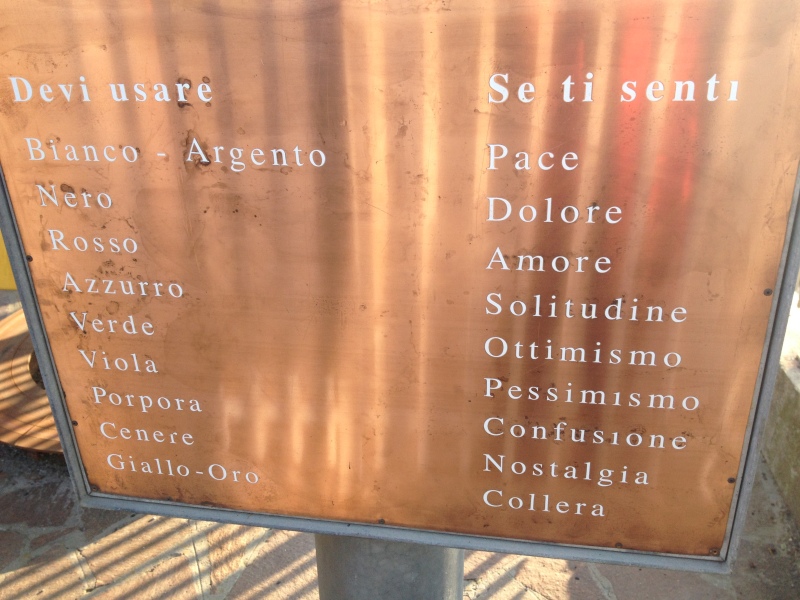 Devi usare Se ti senti
Bianco - Argento Pace
Nero Dolore
Rosso Amore
Azzurro Solitudine
Verde Ottimismo
Viola Pessimismo
Porpora Confusione
Cenere Nostalgia
Giallo-Oro Collera